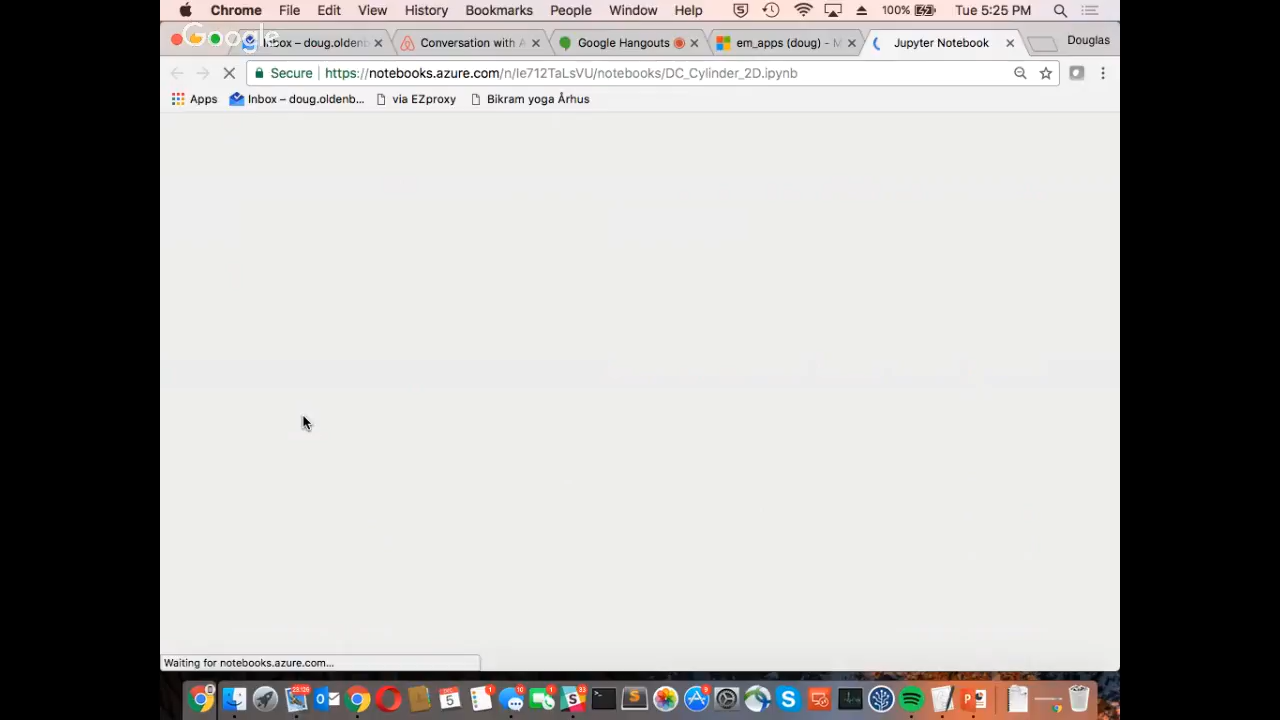 Chrome File Edit View History Bookmarks People Window Help 100% Tue 5:25 PM
Google
Inbox – doug.oldenb Conversation with A Google Hangouts em_apps (doug) - M Jupyter Notebook Douglas
Secure https://notebooks.azure.com/n/Ie712TaLsVU/notebooks/DC_Cylinder_2D.ipynb
Apps Inbox – doug.oldenb... via EZproxy Bikram yoga Århus
Waiting for notebooks.azure.com...